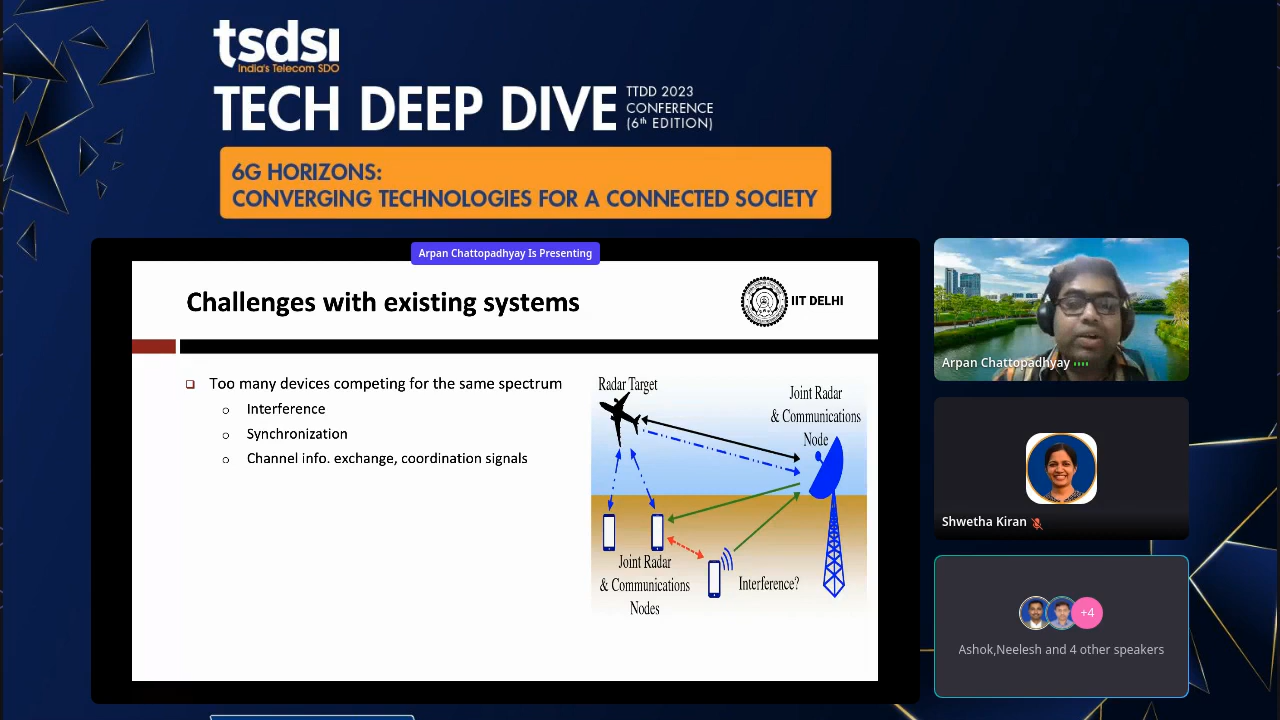 tsdsi
India's Telecom SDO
TECH DEEP DIVE
TTDD 2023
CONFERENCE
(6th EDITION)
6G HORIZONS:
CONVERGING TECHNOLOGIES FOR A CONNECTED SOCIETY
Arpan Chattopadhyay Is Presenting
Challenges with existing systems
IIT DELHI
Too many devices competing for the same spectrum
Interference
Synchronization
Channel info. exchange, coordination signals
Radar Target
Joint Radar
& Communications
Node
Joint Radar
& Communications
Nodes
Interference?
Arpan Chattopadhyay
Shwetha Kiran
+4
Ashok,Neelesh and 4 other speakers